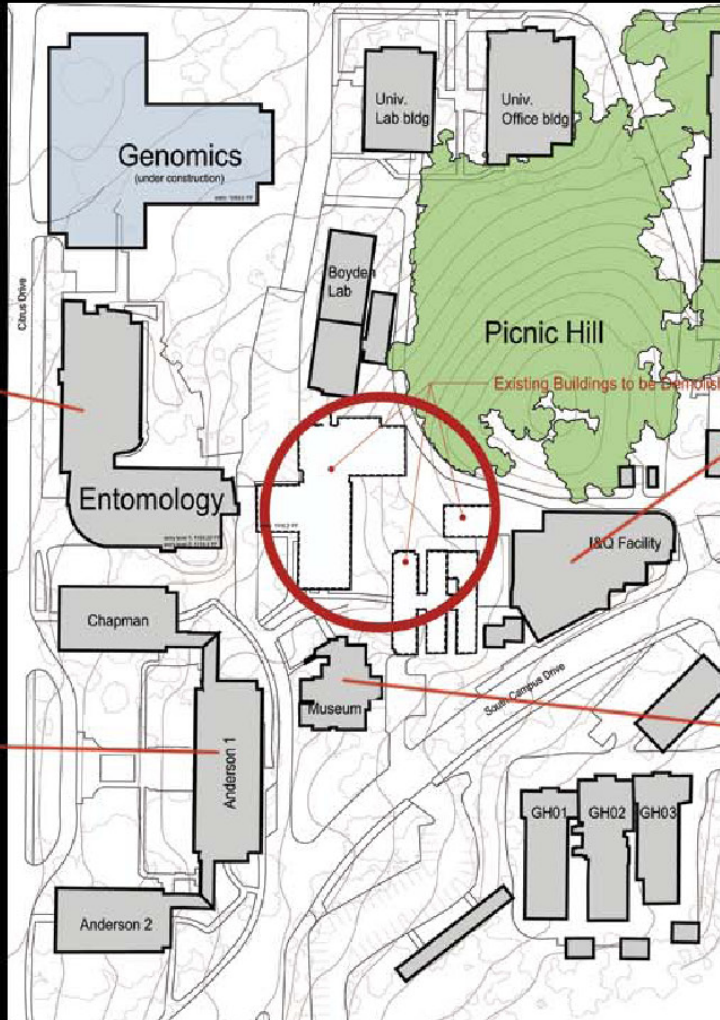 Univ.
Lab bldg
Univ.
Office bldg
Genomics
(under construction)
Boyden
Lab
Citrus Drive
Picnic Hill
Existing Buildings to be Demolis
Entomology
I&Q Facility
Chapman
South Campus Drive
Museum
Anderson 1
GH01
GH02
GH03
Anderson 2